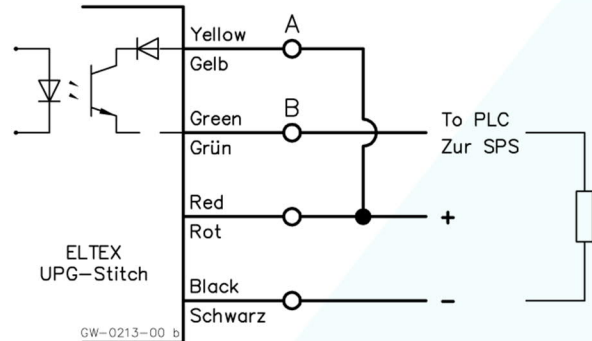 A
Yellow
Gelb
B
Green
Grün
To PLC
Zur SPS
Red
Rot
+
ELTEX
UPG-Stitch
Black
Schwarz
-
GW-0213-00 b